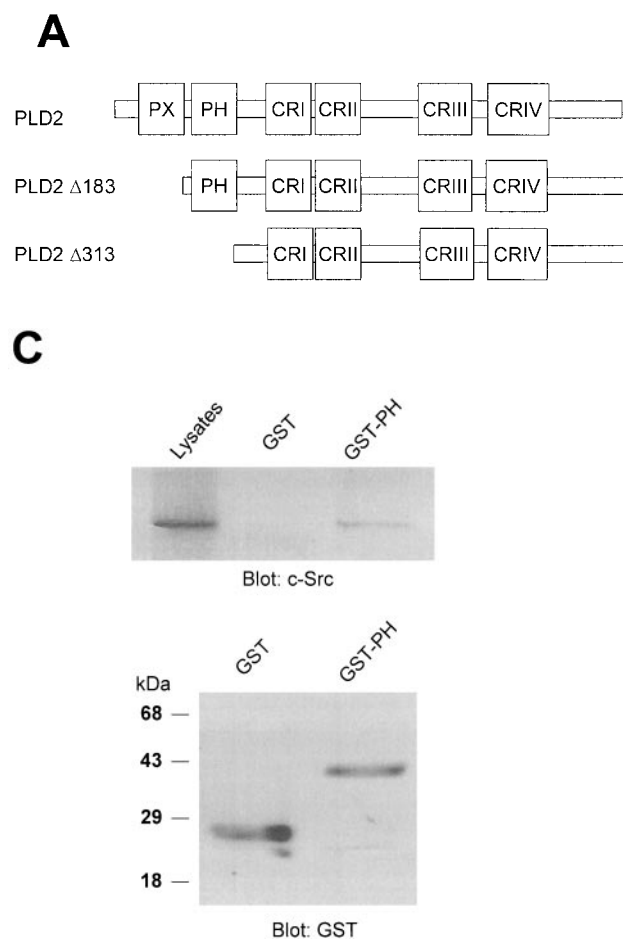 A
PLD2 PX PH CRI CRII CRIII CRIV
PLD2 Δ183 PH CRI CRII CRIII CRIV
PLD2 Δ313 CRI CRII CRIII CRIV
C
Lysates GST GST-PH
Blot: c-Src
GST GST-PH
kDa
68 —
43 —
29 —
18 —
Blot: GST